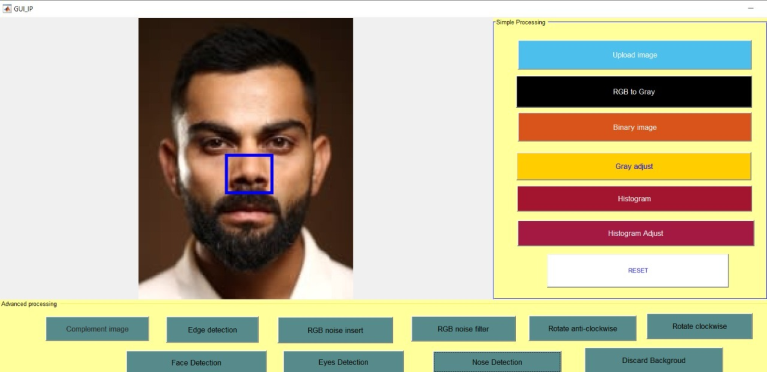 GUI_IP
Simple Processing
Upload image
RGB to Gray
Binary image
Gray adjust
Histogram
Histogram Adjust
RESET
Advanced processing
Complement image
Edge detection
RGB noise insert
RGB noise filter
Rotate anti-clockwise
Rotate clockwise
Face Detection
Eyes Detection
Nose Detection
Discard Backgroud